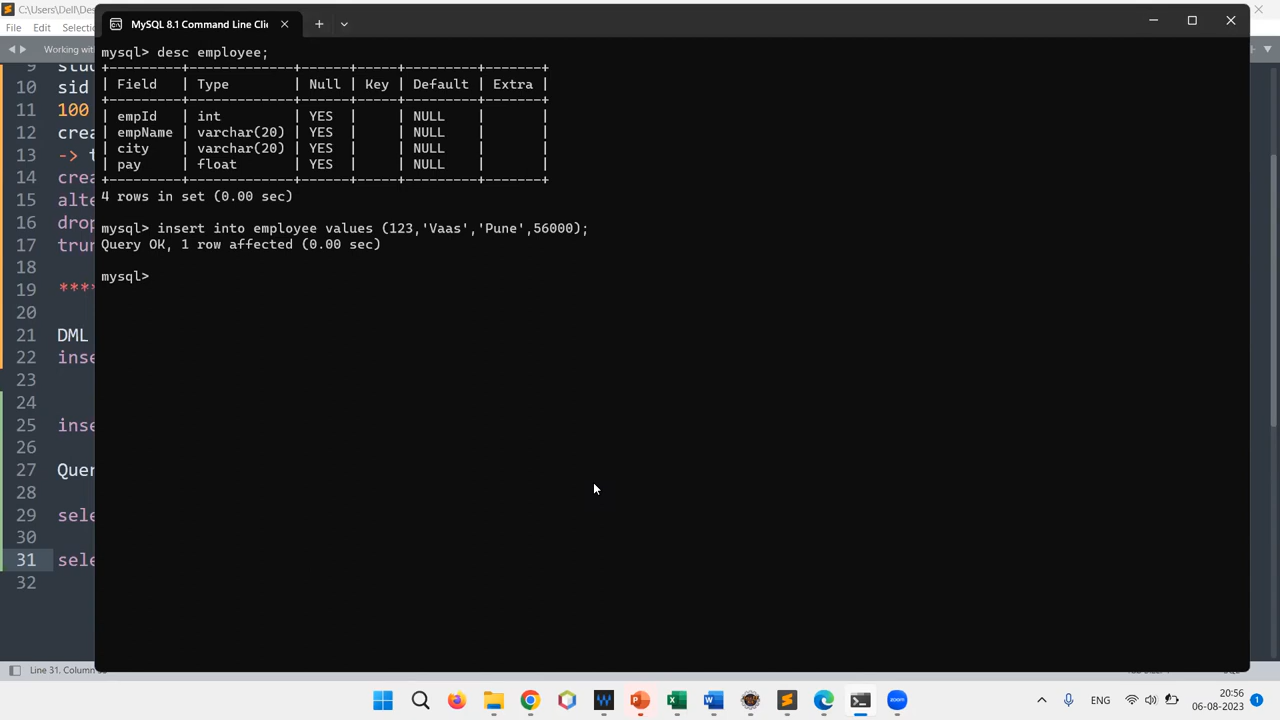 C:\Users\Dell\Des
MySQL 8.1 Command Line Cli
File Edit Selection
Working with
mysql> desc employee;
+----------+-------------+------+-----+---------+-------+
| Field | Type | Null | Key | Default | Extra |
+----------+-------------+------+-----+---------+-------+
| empId | int | YES | | NULL | |
| empName | varchar(20) | YES | | NULL | |
| city | varchar(20) | YES | | NULL | |
| pay | float | YES | | NULL | |
+----------+-------------+------+-----+---------+-------+
4 rows in set (0.00 sec)
mysql> insert into employee values (123,'Vaas','Pune',56000);
Query OK, 1 row affected (0.00 sec)
mysql>
9 stu
10 sid
11 100
12 crea
13 -> t
14 crea
15 alte
16 drop
17 trun
18
19 ****
20
21 DML
22 inse
23
24
25 inse
26
27 Quer
28
29 sele
30
31 sele
32
Line 31, Column
ENG
20:56
06-08-2023
1